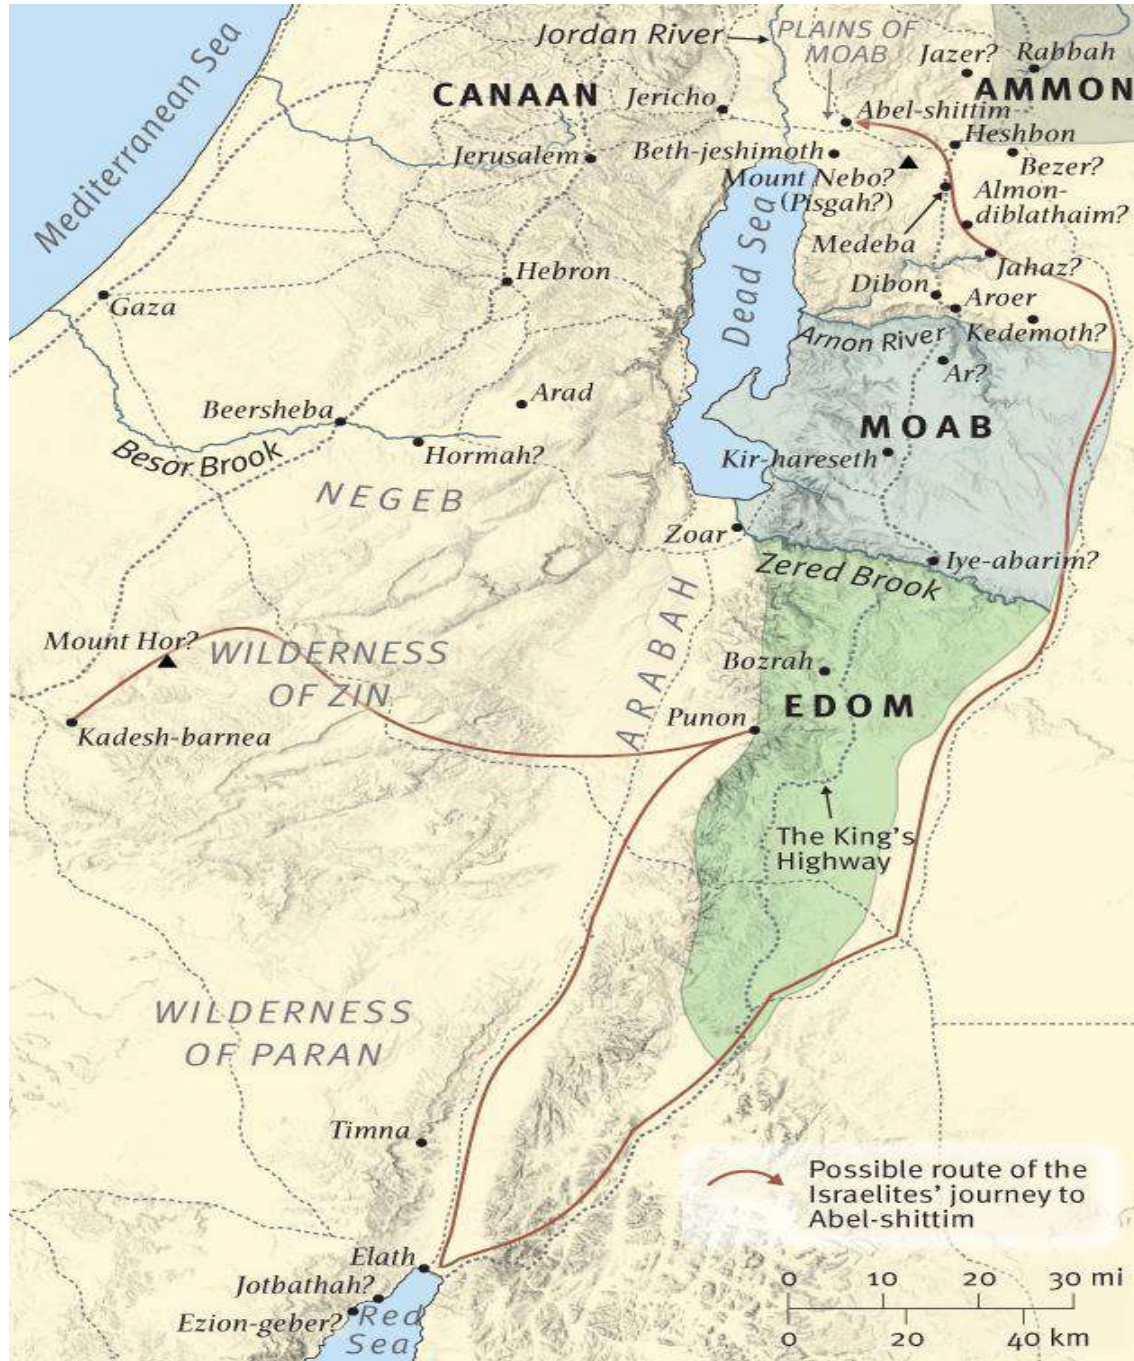 Mediterranean Sea
Jordan River
PLAINS OF
MOAB
Jazer?
Rabbah
CANAAN
Jericho
AMMON
Abel-shittim
Heshbon
Jerusalem
Beth-jeshimoth
Bezer?
Mount Nebo?
(Pisgah?)
Almon-
diblathaim?
Medeba
Dead Sea
Jahaz?
Hebron
Dibon
Gaza
Aroer
Arnon River
Kedemoth?
Ar?
Arad
Beersheba
MOAB
Besor Brook
Hormah?
Kir-hareseth
NEGEB
Zoar
Zered Brook
Iye-abarim?
ARABAH
Mount Hor?
WILDERNESS
OF ZIN
Bozrah
EDOM
Punon
Kadesh-barnea
The King's
Highway
WILDERNESS
OF PARAN
Timna
Possible route of the
Israelites' journey to
Abel-shittim
Elath
Jotbathah?
Ezion-geber?
Red
Sea
0 10 20 30 mi
0 20 40 km